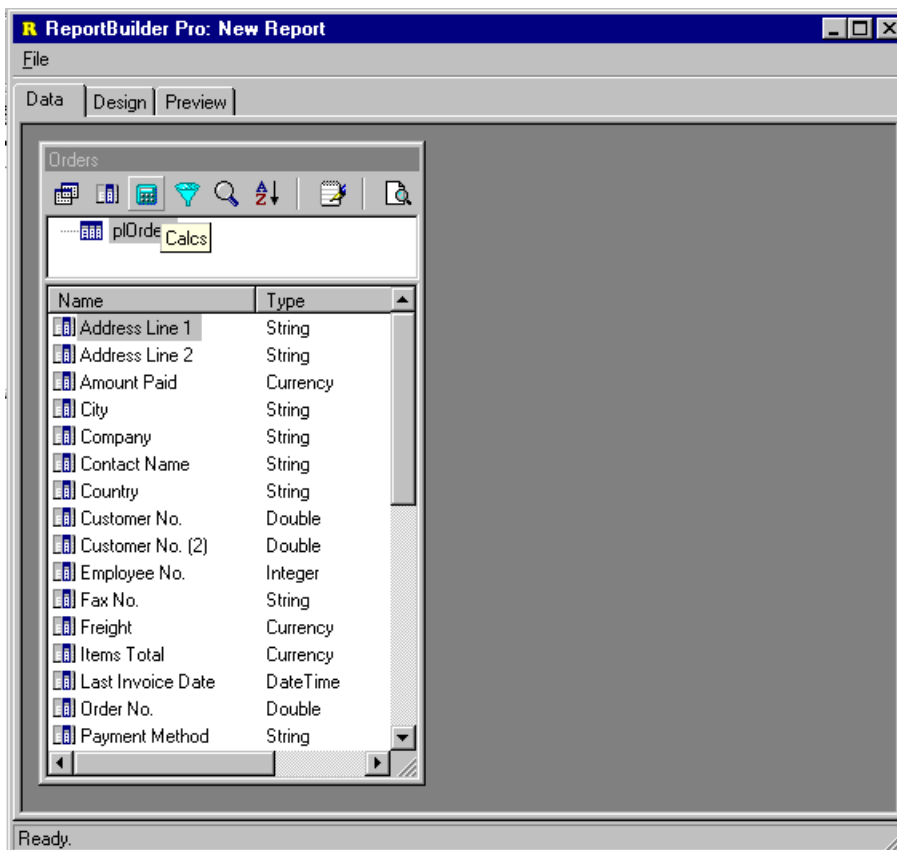 R ReportBuilder Pro: New Report
File
Data Design Preview
Orders
plOrde
Calcs
Name Type
Address Line 1 String
Address Line 2 String
Amount Paid Currency
City String
Company String
Contact Name String
Country String
Customer No. Double
Customer No. (2) Double
Employee No. Integer
Fax No. String
Freight Currency
Items Total Currency
Last Invoice Date DateTime
Order No. Double
Payment Method String
Ready.